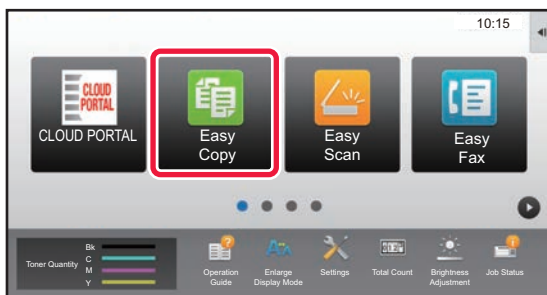 10:15
CLOUD
PORTAL
CLOUD PORTAL
Easy
Copy
Easy
Scan
Easy
Fax
Toner Quantity
Bk
C
M
Y
Operation
Guide
Enlarge
Display Mode
Settings
Total Count
Brightness
Adjustment
Job Status